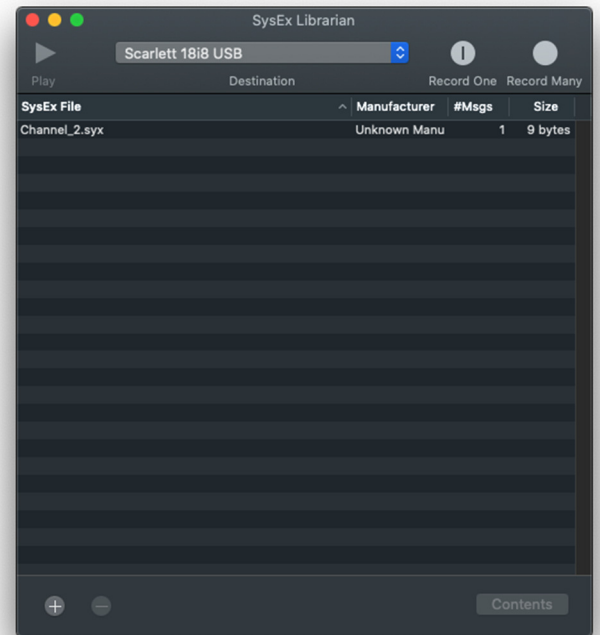 SysEx Librarian
Scarlett 18i8 USB
Play Destination Record One Record Many
SysEx File Manufacturer #Msgs Size
Channel_2.syx Unknown Manu 1 9 bytes
Contents